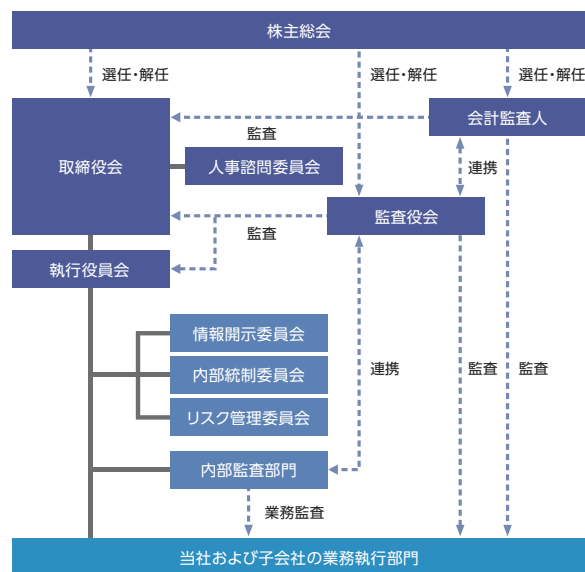 株主総会
選任・解任
選任・解任
選任・解任
取締役会
会計監査人
監査
人事諮問委員会
連携
監査役会
監査
執行役員会
情報開示委員会
内部統制委員会
リスク管理委員会
連携
監査
監査
内部監査部門
業務監査
当社および子会社の業務執行部門